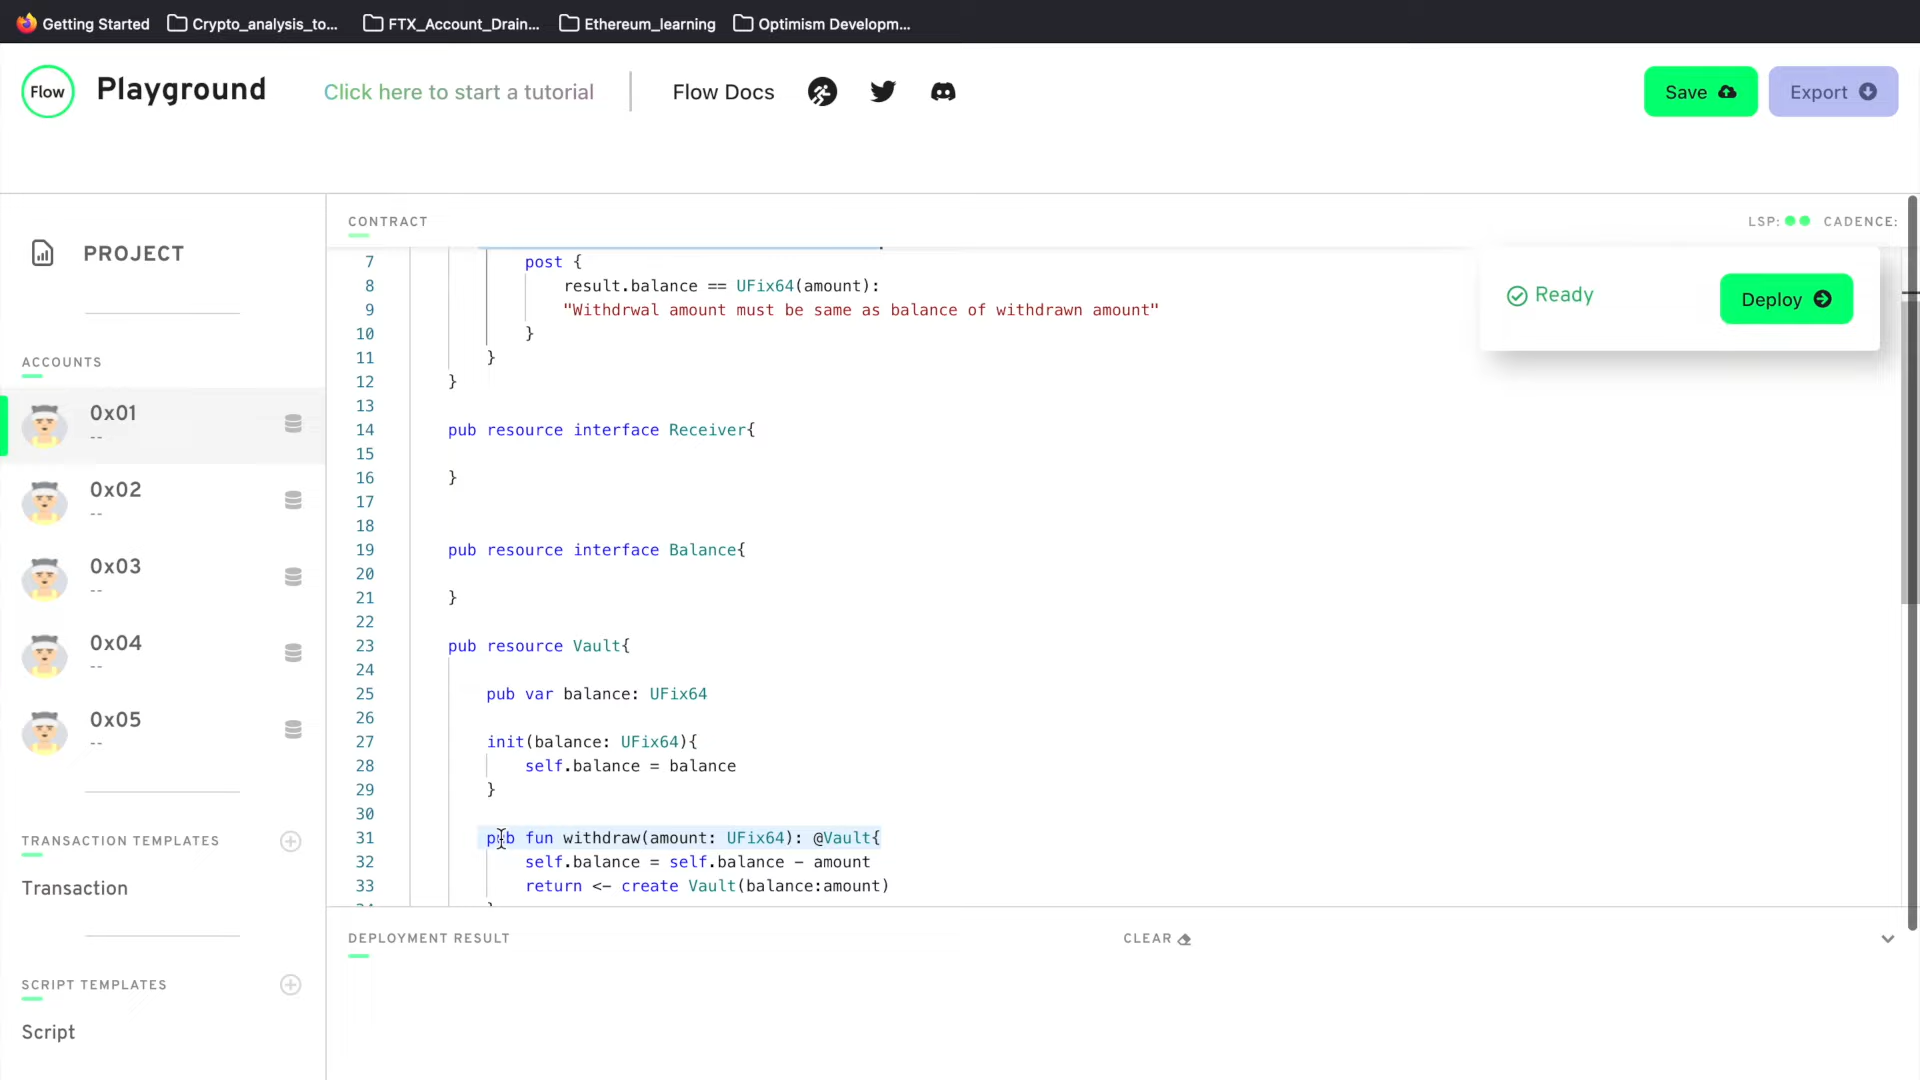 Getting Started
Crypto_analysis_to...
FTX_Account_Drain...
Ethereum_learning
Optimism Developm...
Flow
Playground
Click here to start a tutorial
Flow Docs
Save
Export
PROJECT
CONTRACT
LSP:
CADENCE:
Ready
Deploy
ACCOUNTS
0x01
--
0x02
--
0x03
--
0x04
--
0x05
--
TRANSACTION TEMPLATES
Transaction
SCRIPT TEMPLATES
Script
7 post {
8 result.balance == UFix64(amount):
9 "Withdrwal amount must be same as balance of withdrawn amount"
10 }
11 }
12 }
13
14 pub resource interface Receiver{
15
16 }
17
18
19 pub resource interface Balance{
20
21 }
22
23 pub resource Vault{
24
25 pub var balance: UFix64
26
27 init(balance: UFix64){
28 self.balance = balance
29 }
30
31 pub fun withdraw(amount: UFix64): @Vault{
32 self.balance = self.balance - amount
33 return <- create Vault(balance:amount)
DEPLOYMENT RESULT
CLEAR